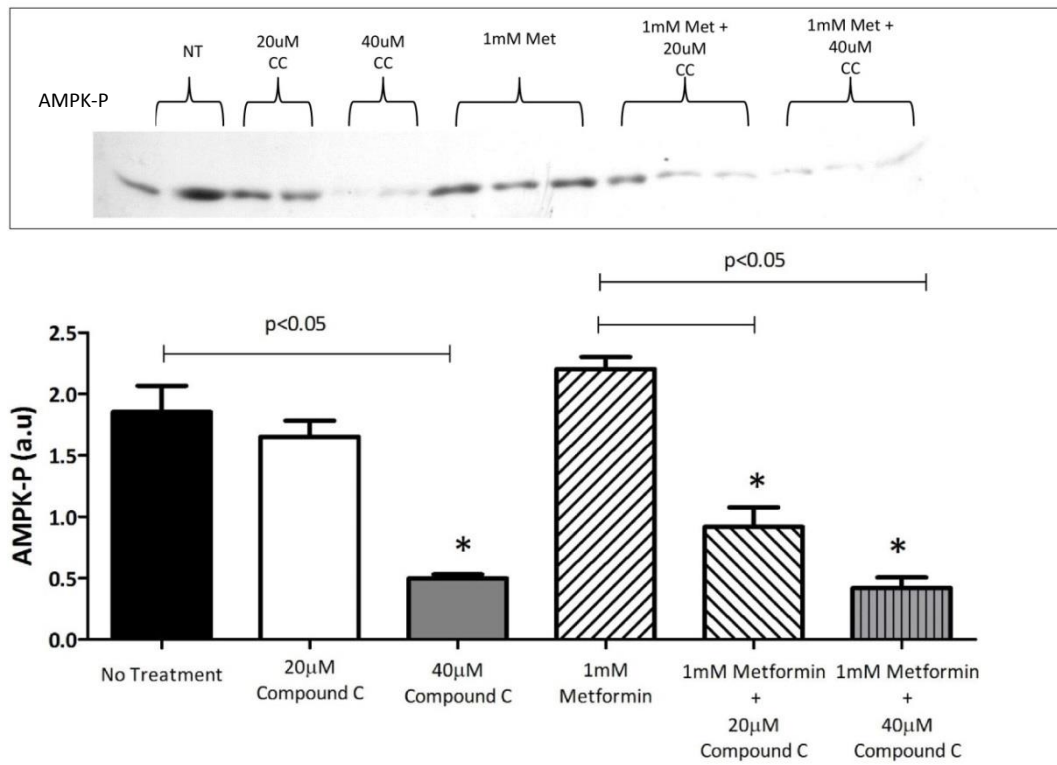 NT
20uM
CC
40uM
CC
1mM Met
1mM Met +
20uM
CC
1mM Met +
40uM
CC
AMPK-P
p<0.05
p<0.05
AMPK-P (a.u)
2.5
2.0
1.5
1.0
0.5
0.0
*
*
*
No Treatment
20μM
Compound C
40μM
Compound C
1mM
Metformin
1mM Metformin
+
20μM
Compound C
1mM Metformin
+
40μM
Compound C